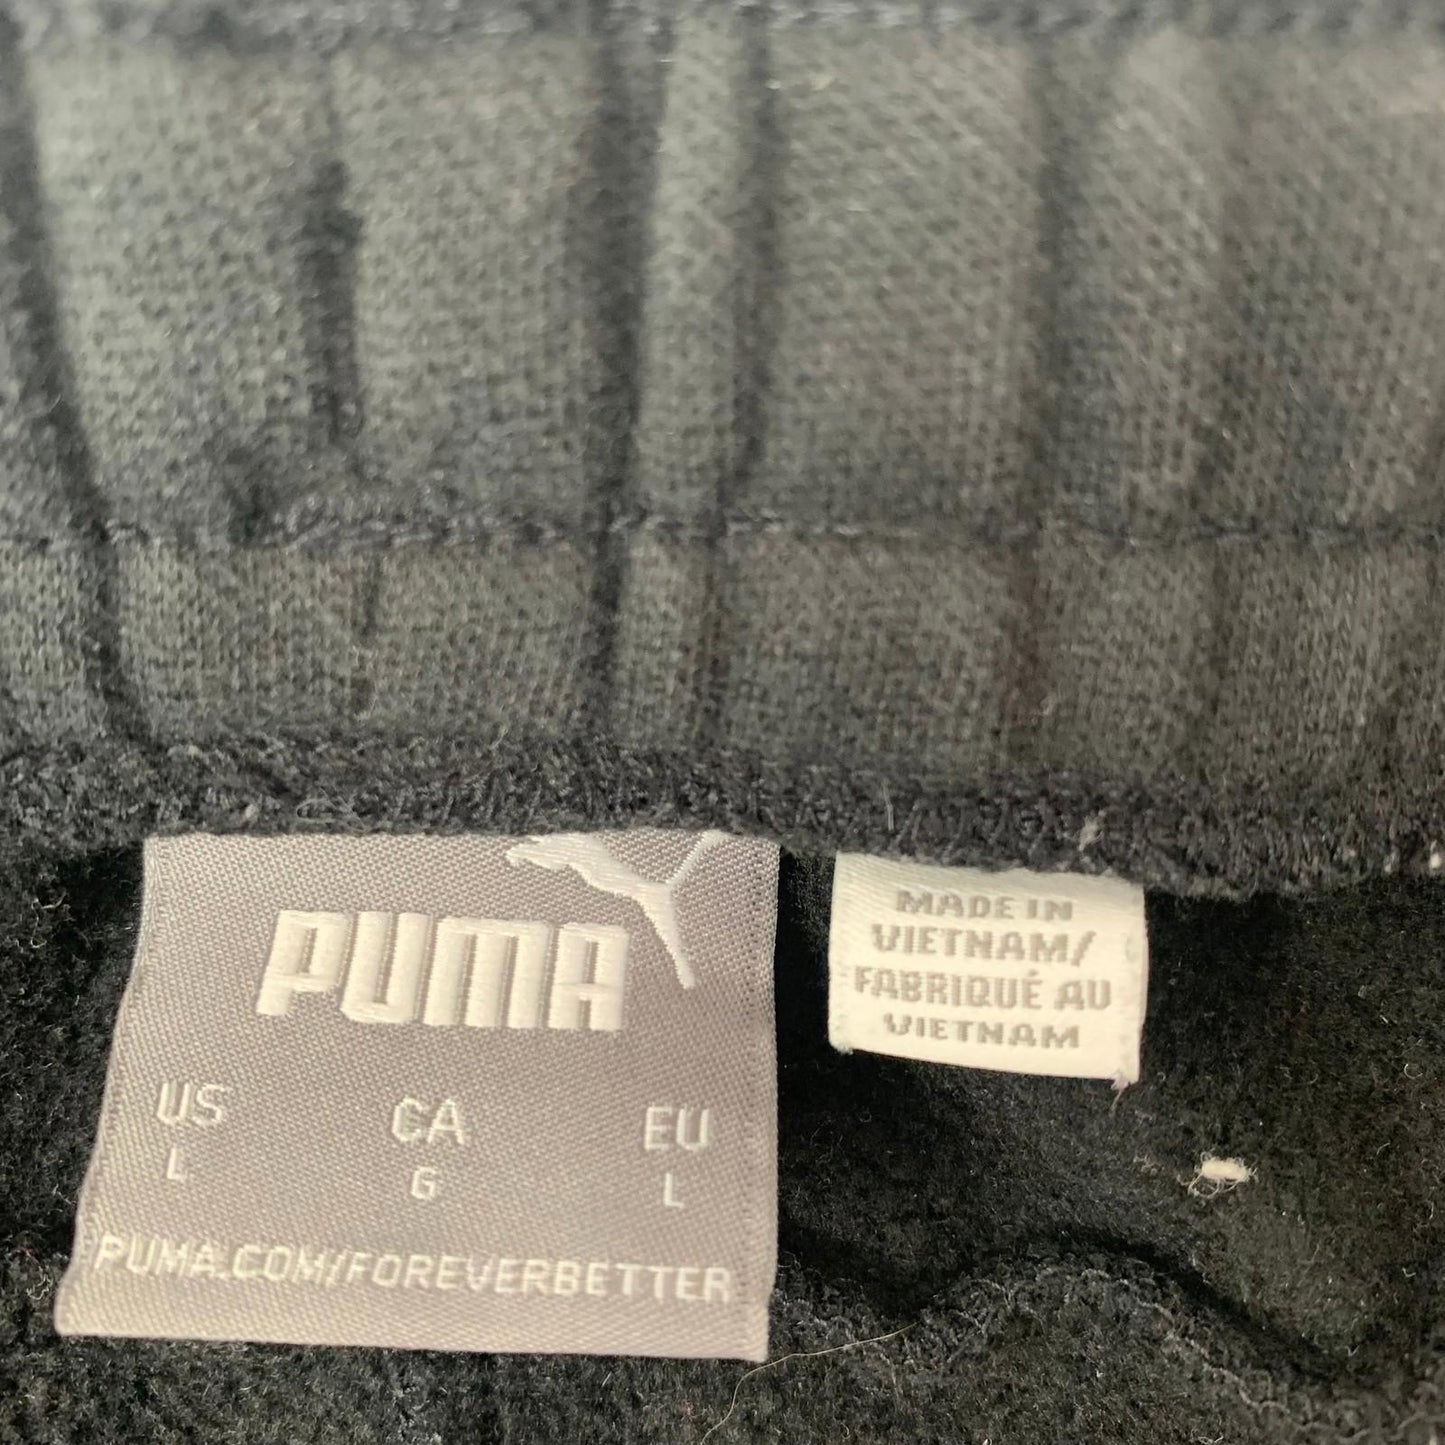 PUMA
US CA EU
L G L
PUMA.COM/FOREVERBETTER
MADE IN
VIETNAM/
FABRIQUÉ AU
VIETNAM